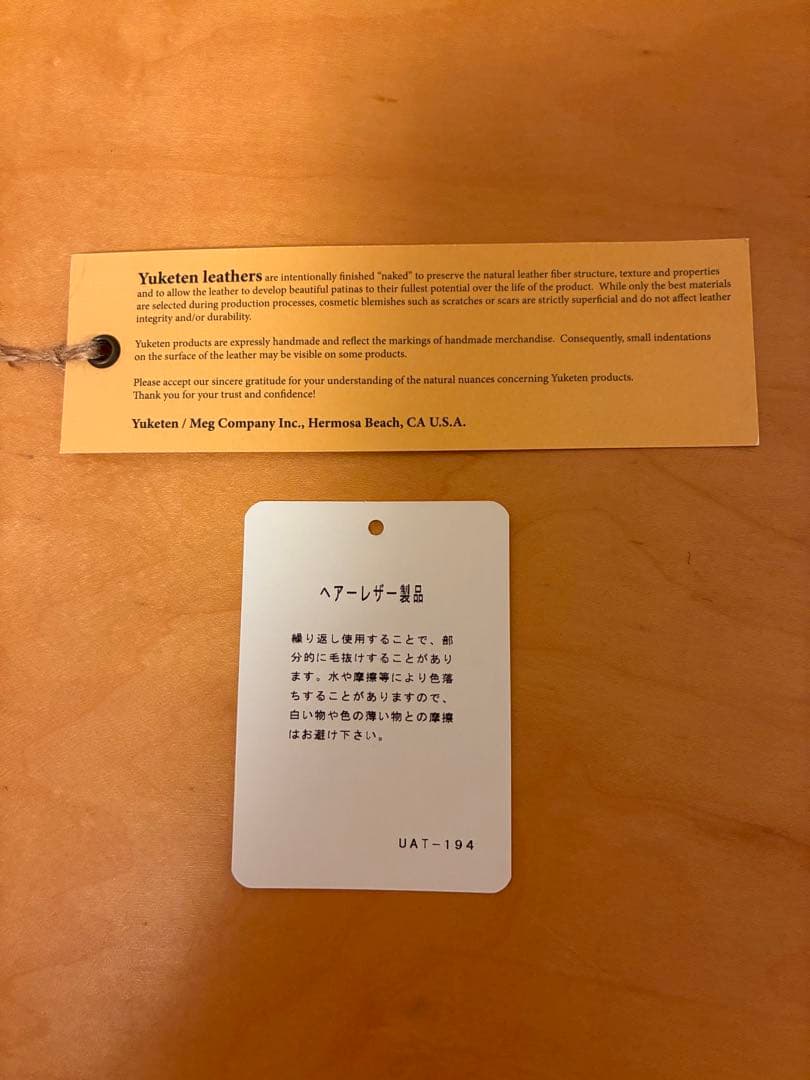 Yuketen leathers are intentionally finished "naked" to preserve the natural leather fiber structure, texture and properties
and to allow the leather to develop beautiful patinas to their fullest potential over the life of the product. While only the best materials
are selected during production processes, cosmetic blemishes such as scratches or scars are strictly superficial and do not affect leather
integrity and/or durability.
Yuketen products are expressly handmade and reflect the markings of handmade merchandise. Consequently, small indentations
on the surface of the leather may be visible on some products.
Please accept our sincere gratitude for your understanding of the natural nuances concerning Yuketen products.
Thank you for your trust and confidence!
Yuketen / Meg Company Inc., Hermosa Beach, CA U.S.A.
ヘアーレザー製品
繰り返し使用することで、部
分的に毛抜けすることがあり
ます。水や摩擦等により色落
ちすることがありますので、
白い物や色の薄い物との摩擦
はお避け下さい。
UAT-194